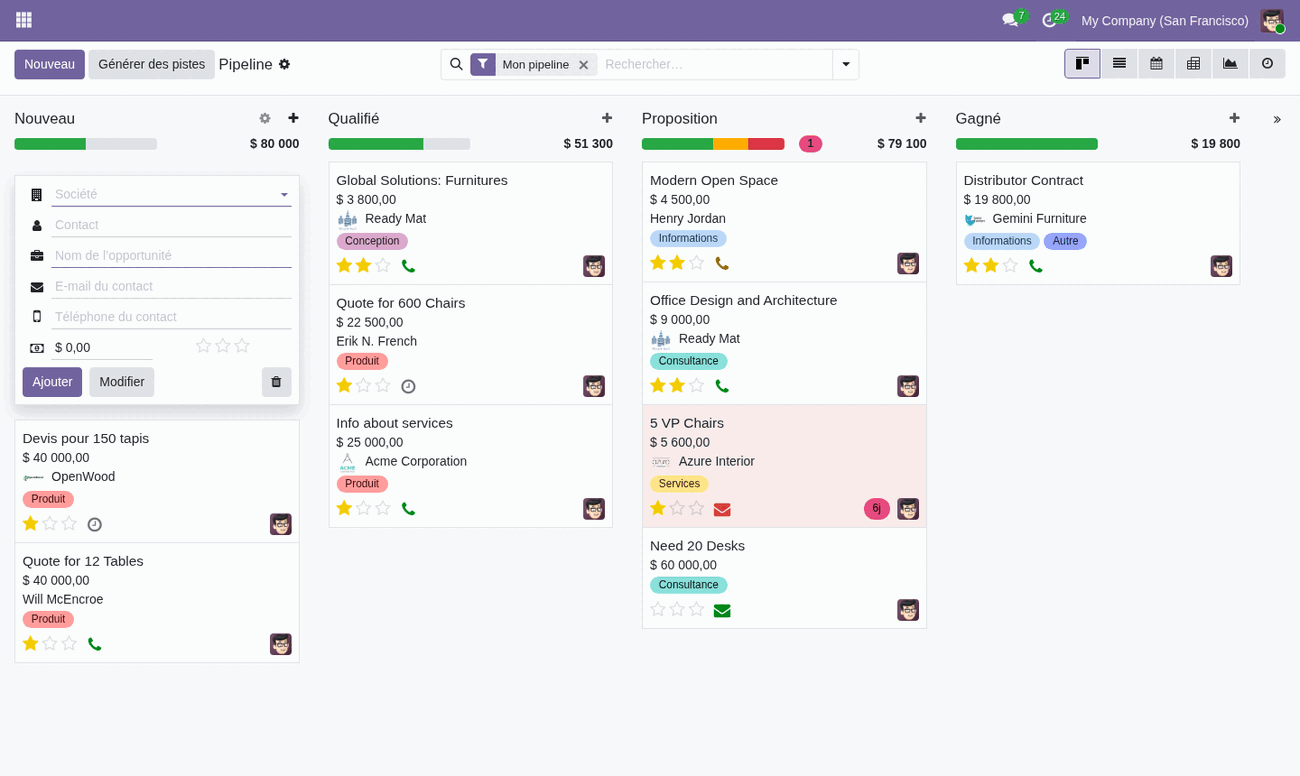 7
24
My Company (San Francisco)
Nouveau
Générer des pistes
Pipeline
Mon pipeline
Rechercher...
Nouveau
$ 80 000
Société
Contact
Nom de l'opportunité
E-mail du contact
Téléphone du contact
$ 0,00
Ajouter
Modifier
Devis pour 150 tapis
$ 40 000,00
OpenWood
Produit
Quote for 12 Tables
$ 40 000,00
Will McEncroe
Produit
Qualifié
$ 51 300
Global Solutions: Furnitures
$ 3 800,00
Ready Mat
Conception
Quote for 600 Chairs
$ 22 500,00
Erik N. French
Produit
Info about services
$ 25 000,00
ACME
Acme Corporation
Produit
Proposition
1
$ 79 100
Modern Open Space
$ 4 500,00
Henry Jordan
Informations
Office Design and Architecture
$ 9 000,00
Ready Mat
Consultance
5 VP Chairs
$ 5 600,00
Azure Interior
Services
6j
Need 20 Desks
$ 60 000,00
Consultance
Gagné
$ 19 800
Distributor Contract
$ 19 800,00
Gemini Furniture
Informations
Autre